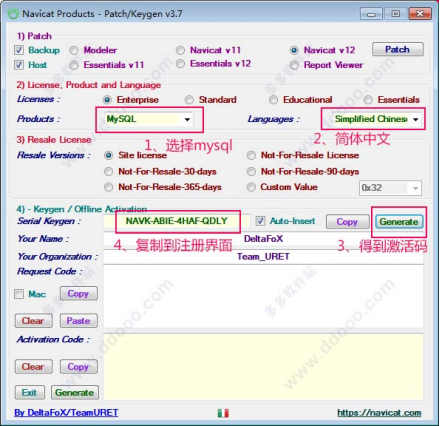 Navicat Products - Patch/Keygen v3.7
1) Patch
Backup Modeler Navicat v11 Navicat v12 Patch
Host Essentials v11 Essentials v12 Report Viewer
2) License, Product and Language
Licenses : Enterprise Standard Educational Essentials
Products : MySQL Languages : Simplified Chinese
1、选择mysql 2、简体中文
3) Resale License
Resale Versions : Site license Not-For-Resale License
Not-For-Resale-30-days Not-For-Resale-90-days
Not-For-Resale-365-days Custom Value 0x32
4) - Keygen / Offline Activation
Serial Keygen : NAVK-ABIE-4HAF-QDLY Auto-Insert Copy Generate
Your Name : DeltaFoX
4、复制到注册界面 3、得到激活码
Your Organization : Team_URET
Request Code :
Mac Copy
Clear Paste
Activation Code :
Clear Copy
Exit Generate
By DeltaFoX/TeamURET https://navicat.com